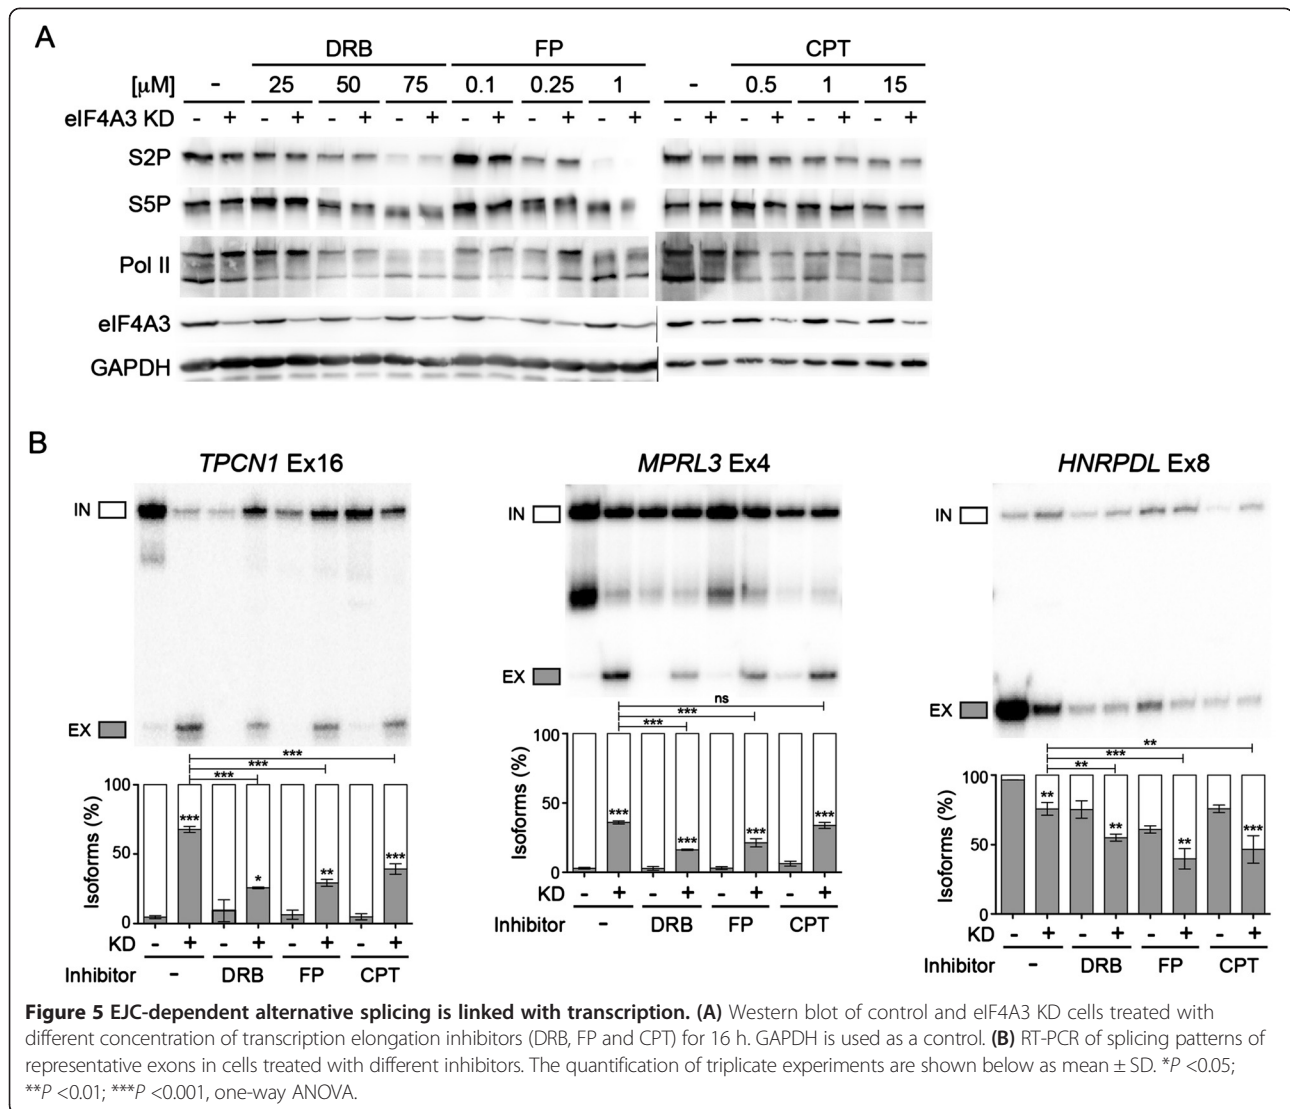 A
DRB FP CPT
[µM] - 25 50 75 0.1 0.25 1 - 0.5 1 15
eIF4A3 KD - + - + - + - + - + - + - + - + - + - + - +
S2P
S5P
Pol II
eIF4A3
GAPDH
B
TPCN1 Ex16
IN
EX
***
***
***
100
50
0
Isoforms (%)
*** * ** ***
KD - + - + - + - +
Inhibitor - DRB FP CPT
MPRL3 Ex4
IN
EX
ns
***
***
100
50
0
Isoforms (%)
*** *** *** ***
KD - + - + - + - +
Inhibitor - DRB FP CPT
HNRPDL Ex8
IN
EX
**
***
**
100
50
0
Isoforms (%)
** ** ** ***
KD - + - + - + - +
Inhibitor - DRB FP CPT
Figure 5 EJC-dependent alternative splicing is linked with transcription. (A) Western blot of control and eIF4A3 KD cells treated with
different concentration of transcription elongation inhibitors (DRB, FP and CPT) for 16 h. GAPDH is used as a control. (B) RT-PCR of splicing patterns of
representative exons in cells treated with different inhibitors. The quantification of triplicate experiments are shown below as mean ± SD. *P <0.05;
**P <0.01; ***P <0.001, one-way ANOVA.